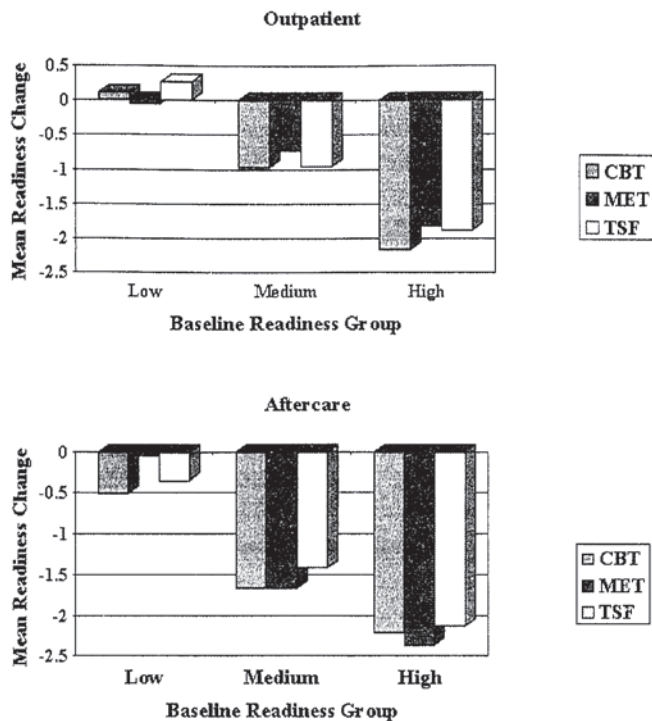 Outpatient
Mean Readiness Change
0.5
0
-0.5
-1
-1.5
-2
-2.5
Low Medium High
Baseline Readiness Group
CBT
MET
TSF
Aftercare
Mean Readiness Change
0
-0.5
-1
-1.5
-2
-2.5
Low Medium High
Baseline Readiness Group
CBT
MET
TSF